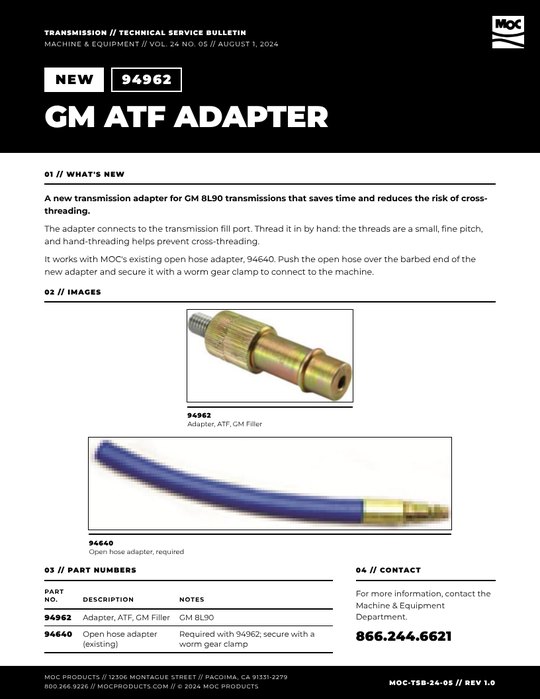 TRANSMISSION // TECHNICAL SERVICE BULLETIN
MACHINE & EQUIPMENT // VOL. 24 NO. 05 // AUGUST 1, 2024
MOC
NEW 94962
GM ATF ADAPTER
01 // WHAT'S NEW
A new transmission adapter for GM 8L90 transmissions that saves time and reduces the risk of cross-
threading.
The adapter connects to the transmission fill port. Thread it in by hand: the threads are a small, fine pitch,
and hand-threading helps prevent cross-threading.
It works with MOC's existing open hose adapter, 94640. Push the open hose over the barbed end of the
new adapter and secure it with a worm gear clamp to connect to the machine.
02 // IMAGES
94962
Adapter, ATF, GM Filler
94640
Open hose adapter, required
03 // PART NUMBERS
PART
NO. DESCRIPTION NOTES
94962 Adapter, ATF, GM Filler GM 8L90
94640 Open hose adapter Required with 94962; secure with a
(existing) worm gear clamp
04 // CONTACT
For more information, contact the
Machine & Equipment
Department.
866.244.6621
MOC PRODUCTS // 12306 MONTAGUE STREET // PACOIMA, CA 91331-2279
800.266.9226 // MOCPRODUCTS.COM // © 2024 MOC PRODUCTS
MOC-TSB-24-05 // REV 1.0